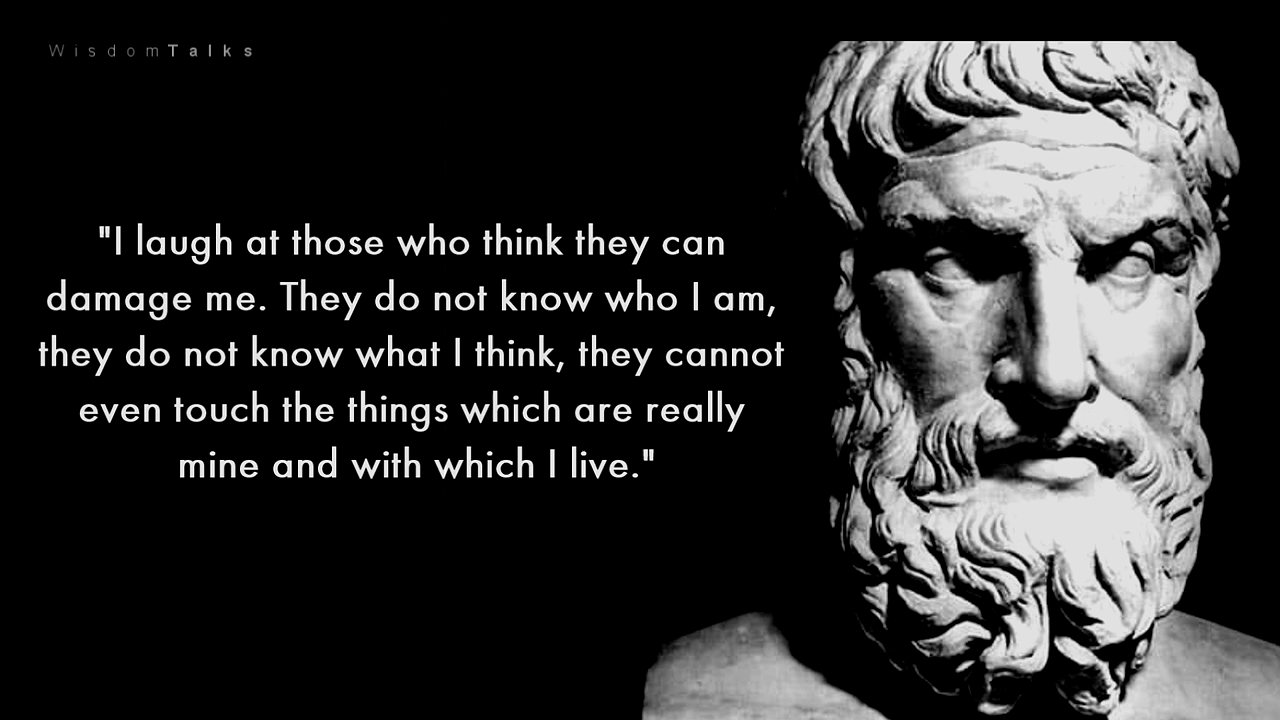 WisdomTalks
"I laugh at those who think they can
damage me. They do not know who I am,
they do not know what I think, they cannot
even touch the things which are really
mine and with which I live."